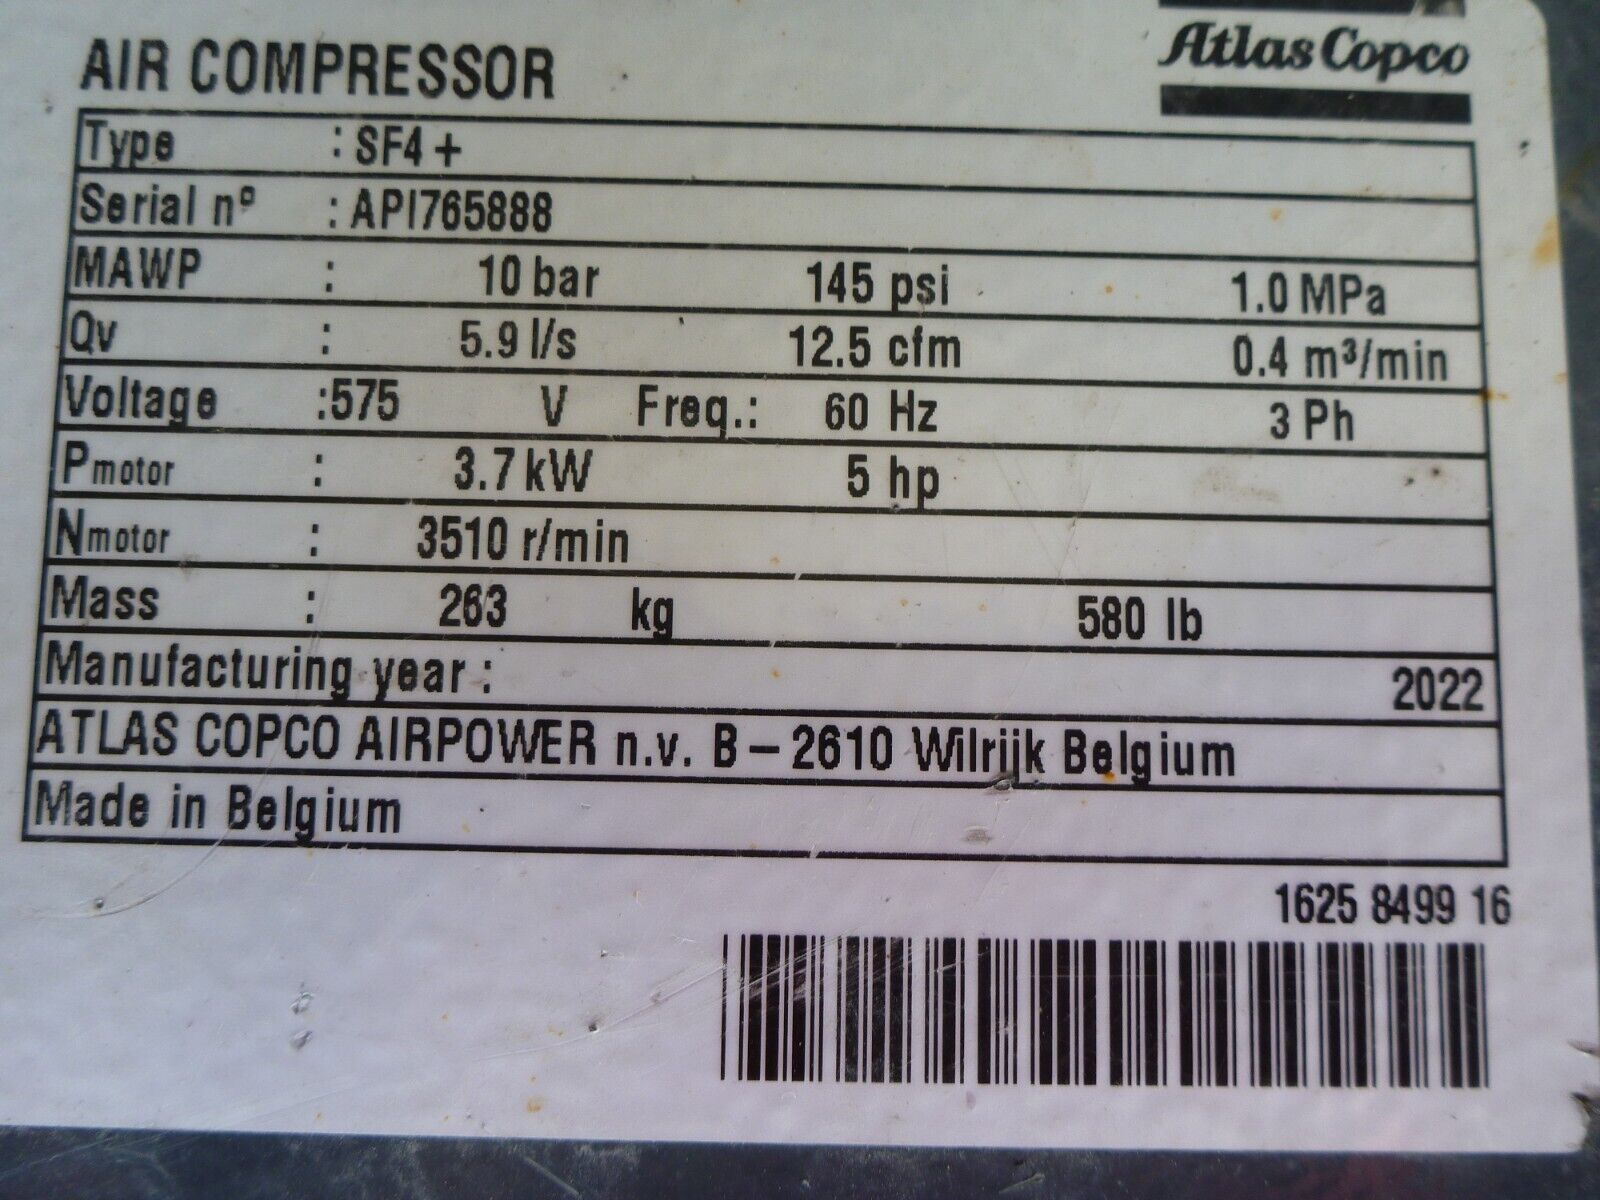 Atlas Copco
AIR COMPRESSOR
Type : SF4 +
Serial nº : API765888
MAWP : 10 bar 145 psi 1.0 MPa
Qv : 5.9 l/s 12.5 cfm 0.4 m³/min
Voltage :575 V Freq.: 60 Hz 3 Ph
Pmotor : 3.7 kW 5 hp
Nmotor : 3510 r/min
Mass : 263 kg 580 lb
Manufacturing year : 2022
ATLAS COPCO AIRPOWER n.v. B – 2610 Wilrijk Belgium
Made in Belgium
1625 8499 16